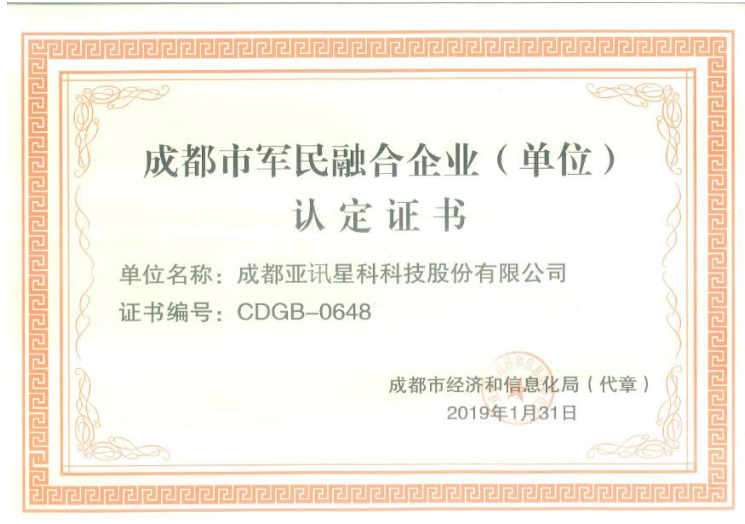 成都市军民融合企业（单位）
认定证书
单位名称：成都亚讯星科科技股份有限公司
证书编号：CDGB-0648
成都市经济和信息化局（代章）
2019年1月31日